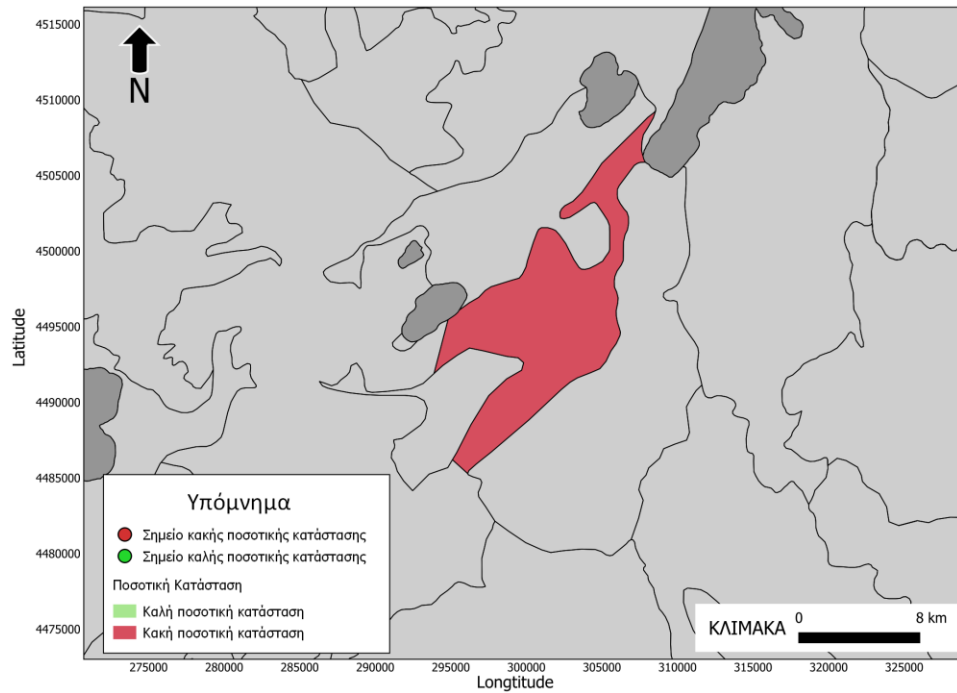 N
4515000
4510000
4505000
4500000
4495000
4490000
4485000
4480000
4475000
Latitude
Υπόμνημα
Σημείο κακής ποσοτικής κατάστασης
Σημείο καλής ποσοτικής κατάστασης
Ποσοτική Κατάσταση
Καλή ποσοτική κατάσταση
Κακή ποσοτική κατάσταση
ΚΛΙΜΑΚΑ
0 8 km
275000 280000 285000 290000 295000 300000 305000 310000 315000 320000 325000
Longtitude